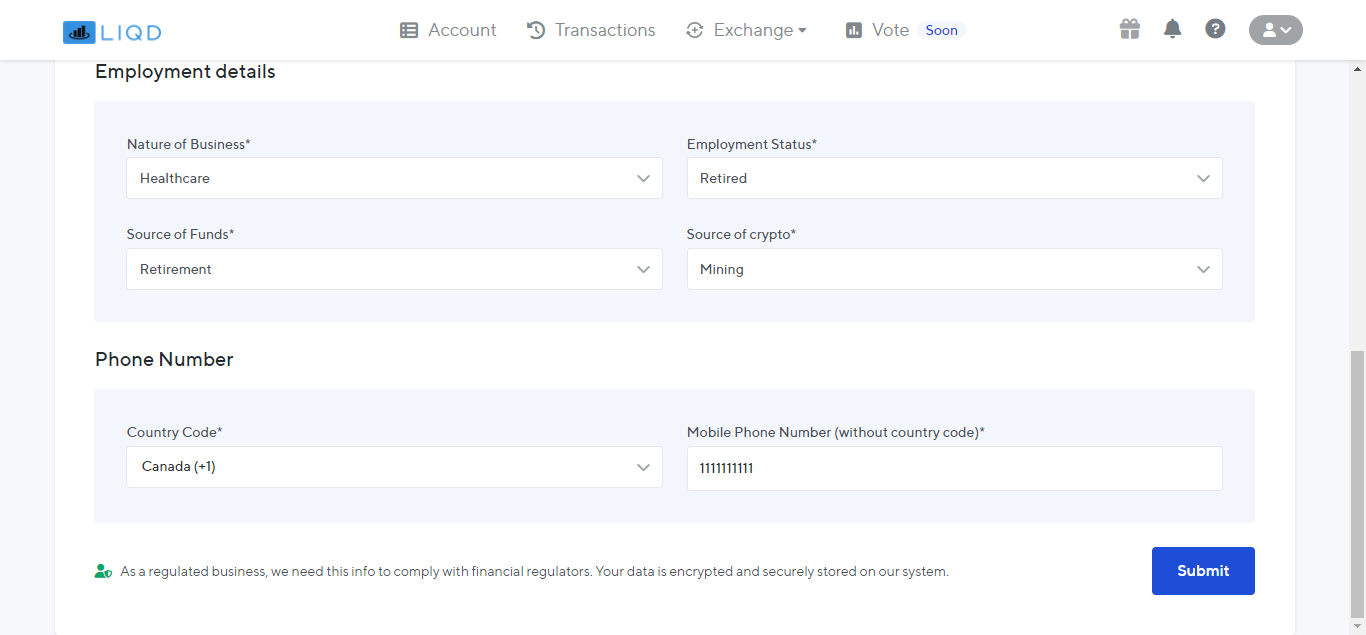 LIQD
Account
Transactions
Exchange
Vote
Soon
Employment details
Nature of Business*
Employment Status*
Healthcare
Retired
Source of Funds*
Source of crypto*
Retirement
Mining
Phone Number
Country Code*
Mobile Phone Number (without country code)*
Canada (+1)
1111111111
As a regulated business, we need this info to comply with financial regulators. Your data is encrypted and securely stored on our system.
Submit